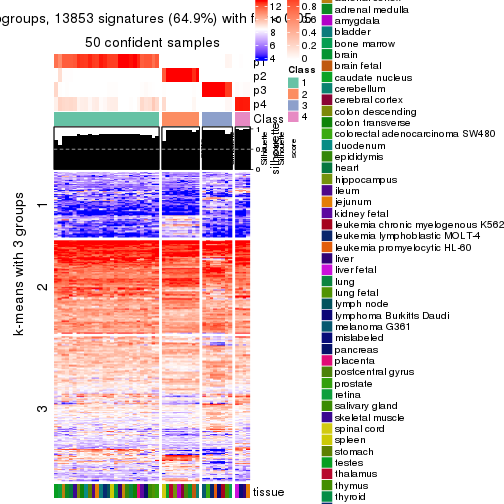 groups, 13853 signatures (64.9%) with f
50 confident samples
p2
p3
p4
Class
1
0
silhouette
Silhouette
score
k-means with 3 groups
1
2
3
tissue
12
10
8
6
4
0.8
0.6
0.4
0.2
0
Class
1
2
3
4
adrenal medulla
amygdala
bladder
bone marrow
brain
brain fetal
caudate nucleus
cerebellum
cerebral cortex
colon descending
colon transverse
colorectal adenocarcinoma SW480
duodenum
epididymis
heart
hippocampus
ileum
jejunum
kidney fetal
leukemia chronic myelogenous K562
leukemia lymphoblastic MOLT-4
leukemia promyelocytic HL-60
liver
liver fetal
lung
lung fetal
lymph node
lymphoma Burkitts Daudi
melanoma G361
mislabeled
pancreas
placenta
postcentral gyrus
prostate
retina
salivary gland
skeletal muscle
spinal cord
spleen
stomach
testes
thalamus
thymus
thyroid